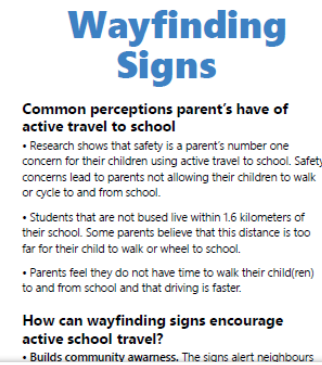 Wayfinding
Signs
Common perceptions parent's have of
active travel to school
• Research shows that safety is a parent's number one
concern for their children using active travel to school. Safety
concerns lead to parents not allowing their children to walk
or cycle to and from school.
• Students that are not bused live within 1.6 kilometers of
their school. Some parents believe that this distance is too
far for their child to walk or wheel to school.
• Parents feel they do not have time to walk their child(ren)
to and from school and that driving is faster.
How can wayfinding signs encourage
active school travel?
• Builds community awarness. The signs alert neighbours